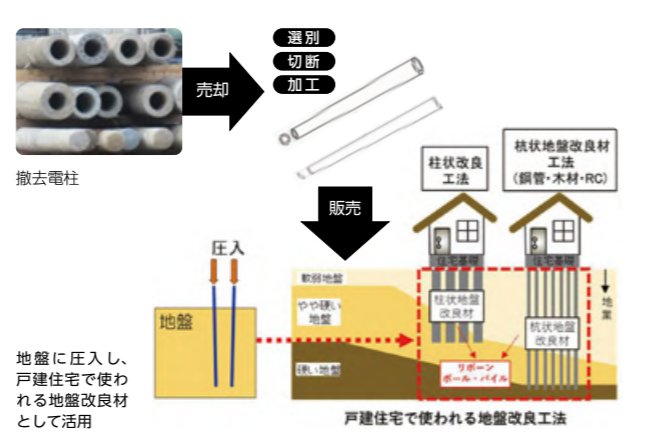 選別
切断
加工
売却
撤去電柱
販売
柱状改良
工法
杭状地盤改良材
工法
(鋼管・木材・RC)
圧入
地盤
軟弱地盤
やや硬い
地盤
硬い地盤
住宅基礎
住宅基礎
柱状地盤
改良材
杭状地盤
改良材
地業
リボーン
ポール・パイル
地盤に圧入し、
戸建住宅で使わ
れる地盤改良材
として活用
戸建住宅で使われる地盤改良工法